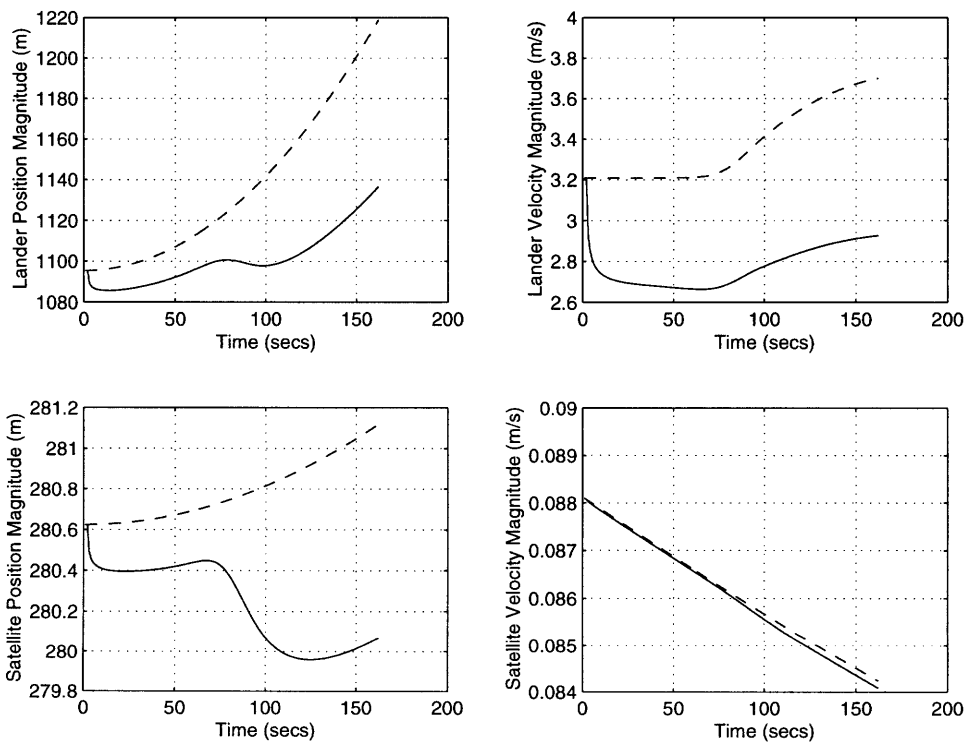 Lander Position Magnitude (m)
1220
1200
1180
1160
1140
1120
1100
1080
0 50 100 150 200
Time (secs)
Lander Velocity Magnitude (m/s)
4
3.8
3.6
3.4
3.2
3
2.8
2.6
0 50 100 150 200
Time (secs)
Satellite Position Magnitude (m)
281.2
281
280.8
280.6
280.4
280.2
280
279.8
0 50 100 150 200
Time (secs)
Satellite Velocity Magnitude (m/s)
0.09
0.089
0.088
0.087
0.086
0.085
0.084
0 50 100 150 200
Time (secs)